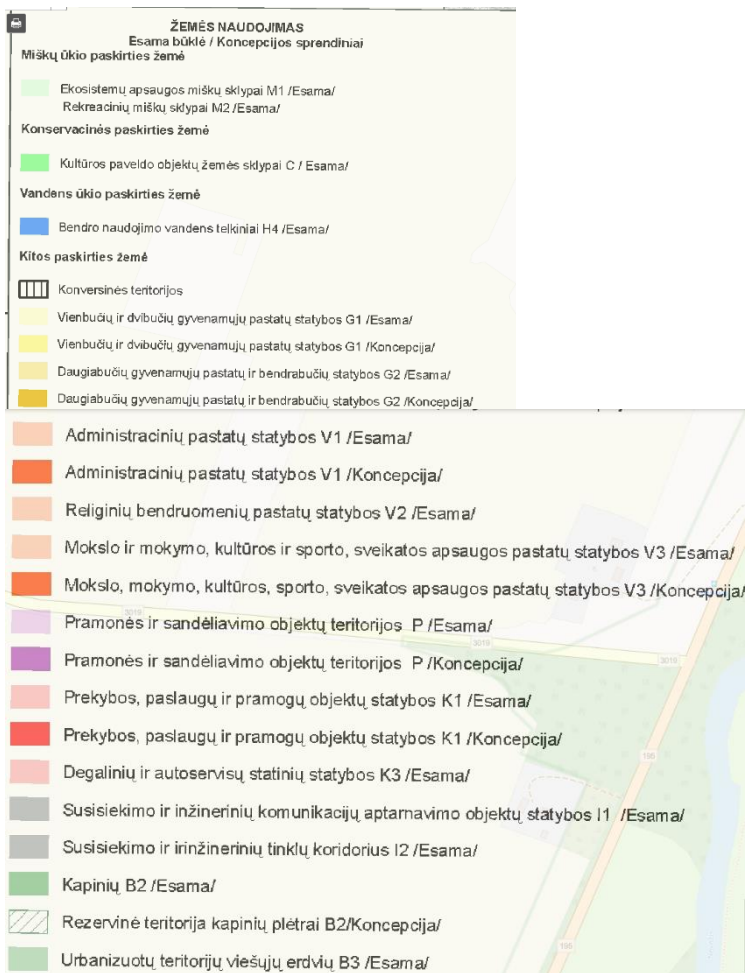 ŽEMĖS NAUDOJIMAS
Esama būklė / Koncepcijos sprendiniai
Miškų ūkio paskirties žemė
Ekosistemų apsaugos miškų sklypai M1 /Esama/
Rekreacinių miškų sklypai M2 /Esama/
Konservacinės paskirties žemė
Kultūros paveldo objektų žemės sklypai C / Esama/
Vandens ūkio paskirties žemė
Bendro naudojimo vandens telkiniai H4 /Esama/
Kitos paskirties žemė
Konversinės teritorijos
Vienbučių ir dvibučių gyvenamųjų pastatų statybos G1 /Esama/
Vienbučių ir dvibučių gyvenamųjų pastatų statybos G1 /Koncepcija/
Daugiabučių gyvenamųjų pastatų ir bendrabučių statybos G2 /Esama/
Daugiabučių gyvenamųjų pastatų ir bendrabučių statybos G2 /Koncepcija/
Administracinių pastatų statybos V1 /Esama/
Administracinių pastatų statybos V1 /Koncepcija/
Religinių bendruomenių pastatų statybos V2 /Esama/
Mokslo ir mokymo, kultūros ir sporto, sveikatos apsaugos pastatų statybos V3 /Esama/
Mokslo, mokymo, kultūros, sporto, sveikatos apsaugos pastatų statybos V3 /Koncepcija/
3019
Pramonės ir sandėliavimo objektų teritorijos P /Esama/
3019
Pramonės ir sandėliavimo objektų teritorijos P /Koncepcija/
3019
Prekybos, paslaugų ir pramogų objektų statybos K1 /Esama/
Prekybos, paslaugų ir pramogų objektų statybos K1 /Koncepcija/
195
Degalinių ir autoservisų statinių statybos K3 /Esama/
Susisiekimo ir inžinerinių komunikacijų aptarnavimo objektų statybos I1 /Esama/
Susisiekimo ir irinžinerinių tinklų koridorius I2 /Esama/
Kapinių B2 /Esama/
Rezervinė teritorija kapinių plėtrai B2/Koncepcija/
195
Urbanizuotų teritorijų viešųjų erdvių B3 /Esama/